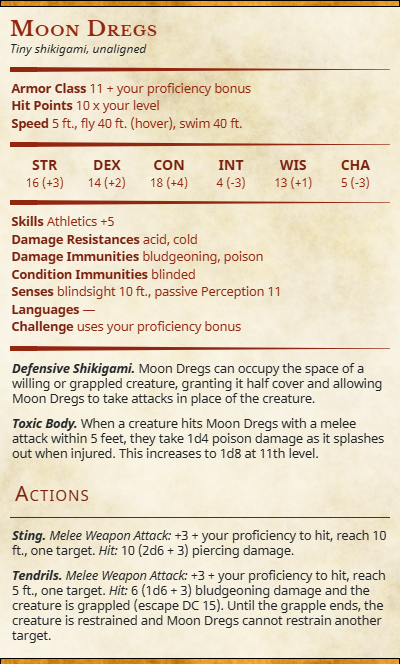 Moon Dregs
Tiny shikigami, unaligned
Armor Class 11 + your proficiency bonus
Hit Points 10 x your level
Speed 5 ft., fly 40 ft. (hover), swim 40 ft.
STR DEX CON INT WIS CHA
16 (+3) 14 (+2) 18 (+4) 4 (-3) 13 (+1) 5 (-3)
Skills Athletics +5
Damage Resistances acid, cold
Damage Immunities bludgeoning, poison
Condition Immunities blinded
Senses blindsight 10 ft., passive Perception 11
Languages —
Challenge uses your proficiency bonus
Defensive Shikigami. Moon Dregs can occupy the space of a
willing or grappled creature, granting it half cover and allowing
Moon Dregs to take attacks in place of the creature.
Toxic Body. When a creature hits Moon Dregs with a melee
attack within 5 feet, they take 1d4 poison damage as it splashes
out when injured. This increases to 1d8 at 11th level.
Actions
Sting. Melee Weapon Attack: +3 + your proficiency to hit, reach 10
ft., one target. Hit: 10 (2d6 + 3) piercing damage.
Tendrils. Melee Weapon Attack: +3 + your proficiency to hit, reach
5 ft., one target. Hit: 6 (1d6 + 3) bludgeoning damage and the
creature is grappled (escape DC 15). Until the grapple ends, the
creature is restrained and Moon Dregs cannot restrain another
target.